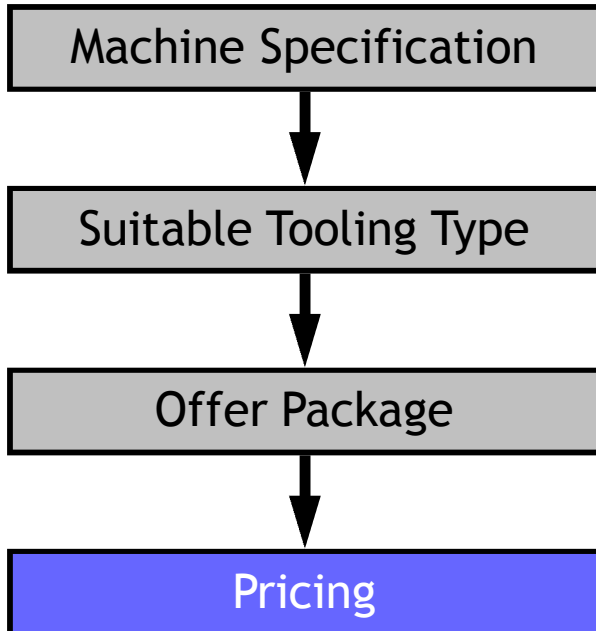 Machine Specification
Suitable Tooling Type
Offer Package
Pricing